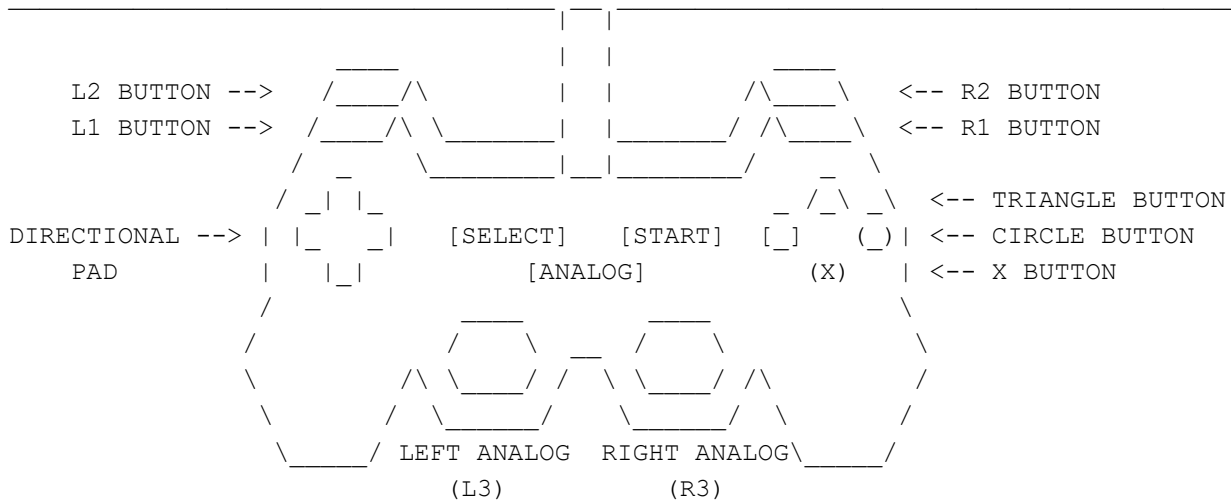 L2 BUTTON --> <-- R2 BUTTON
L1 BUTTON --> <-- R1 BUTTON
<-- TRIANGLE BUTTON
DIRECTIONAL --> [SELECT] [START] <-- CIRCLE BUTTON
PAD [ANALOG] (X) <-- X BUTTON
LEFT ANALOG RIGHT ANALOG
(L3) (R3)